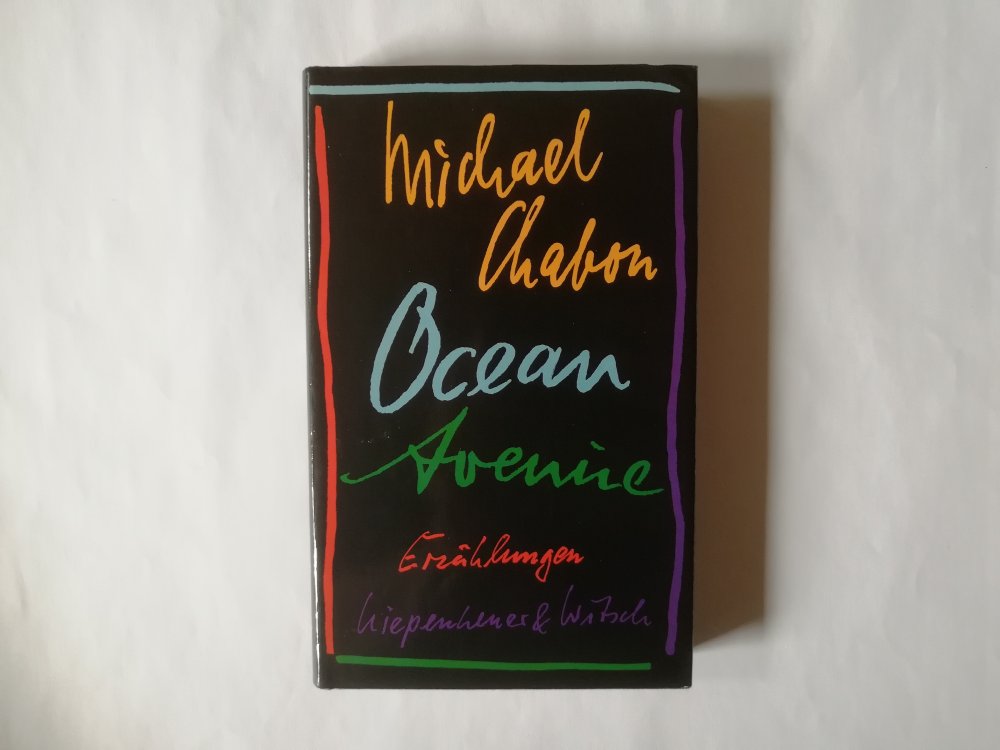 Michael
Chabon
Ocean
Avenue
Erzählungen
Kiepenheuer & Witsch